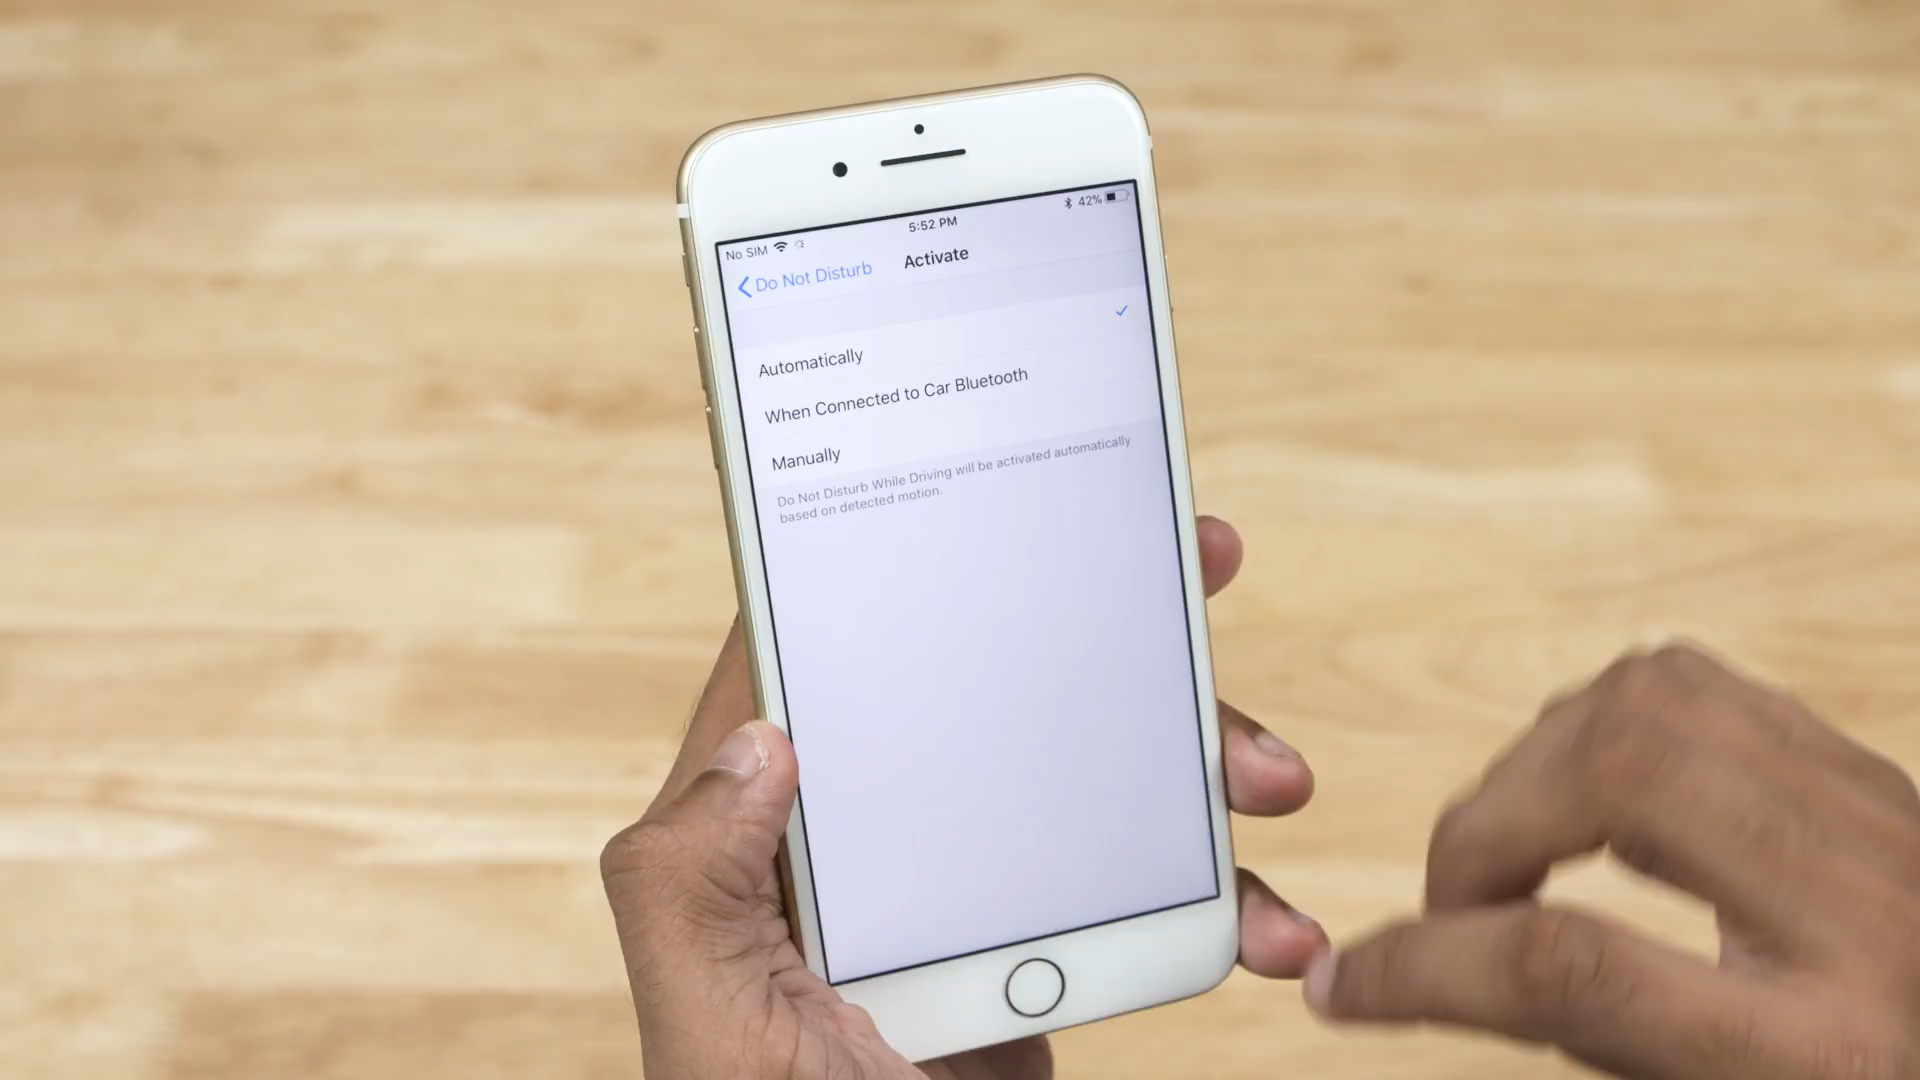 No SIM 5:52 PM 42%
Do Not Disturb Activate
Automatically
When Connected to Car Bluetooth
Manually
Do Not Disturb While Driving will be activated automatically
based on detected motion.